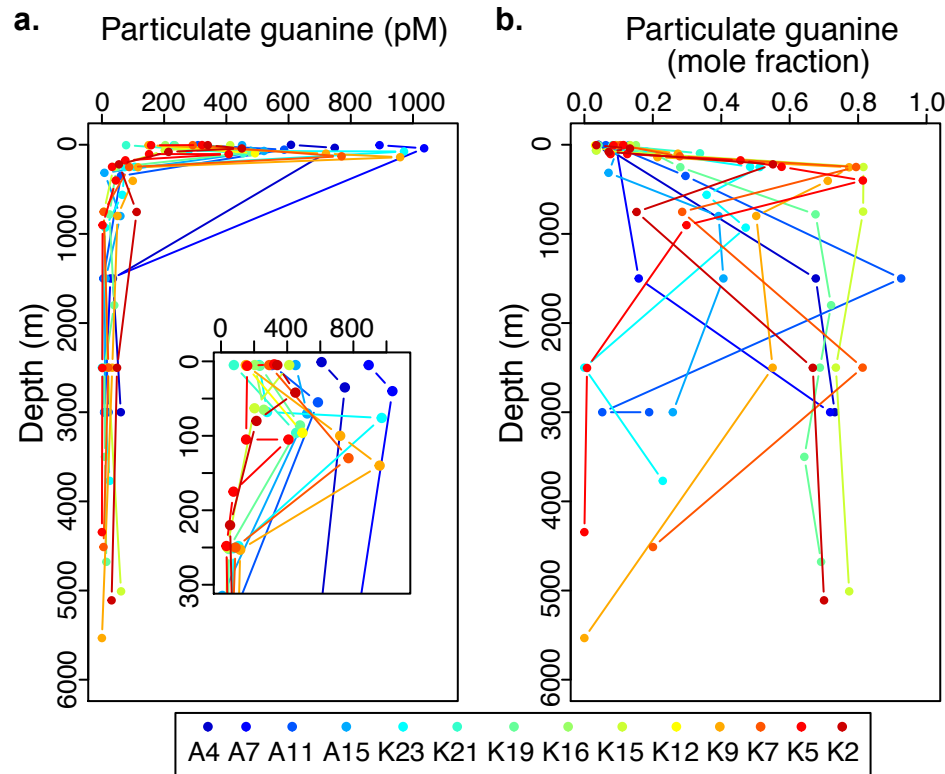 a. Particulate guanine (pM)
0 200 400 600 800 1000
Depth (m)
0
1000
2000
3000
4000
5000
6000
0 400 800
0
100
200
300
b. Particulate guanine
(mole fraction)
0.0 0.2 0.4 0.6 0.8 1.0
Depth (m)
0
1000
2000
3000
4000
5000
6000
A4 A7 A11 A15 K23 K21 K19 K16 K15 K12 K9 K7 K5 K2